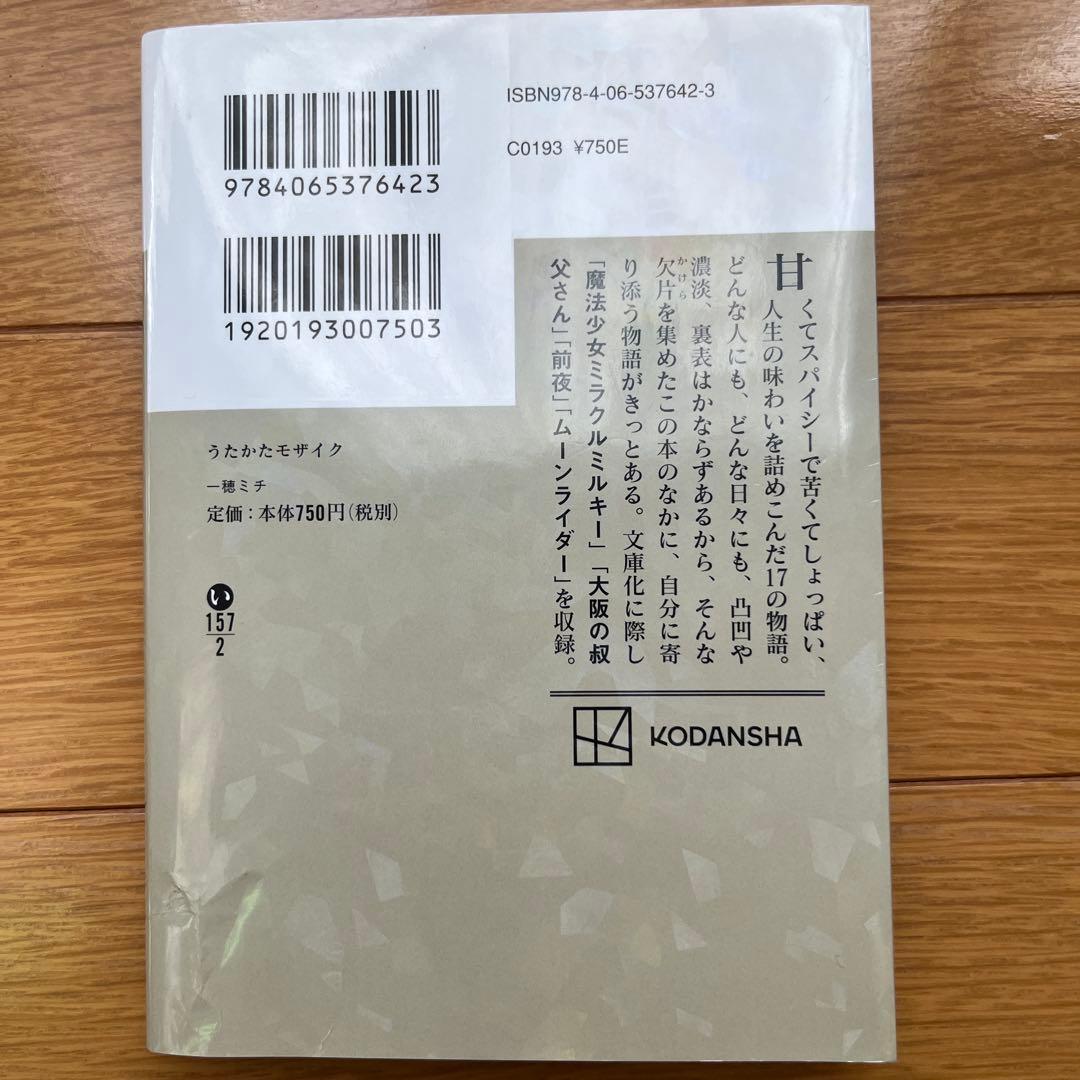 9784065376423
ISBN978-4-06-537642-3
C0193 ¥750E
1920193007503
甘くてスパイシーで苦くてしょっぱい、
人生の味わいを詰めこんだ17の物語。
どんな人にも、どんな日々にも、凸凹や
濃淡、裏表はかならずあるから、そんな
欠片を集めたこの本のなかに、自分に寄
かけら
り添う物語がきっとある。文庫化に際し
「魔法少女ミラクルミルキー」「大阪の叔
父さん」「前夜」「ムーンライダー」を収録。
うたかたモザイク
一穂ミチ
定価：本体750円（税別）
い
157
2
KODANSHA